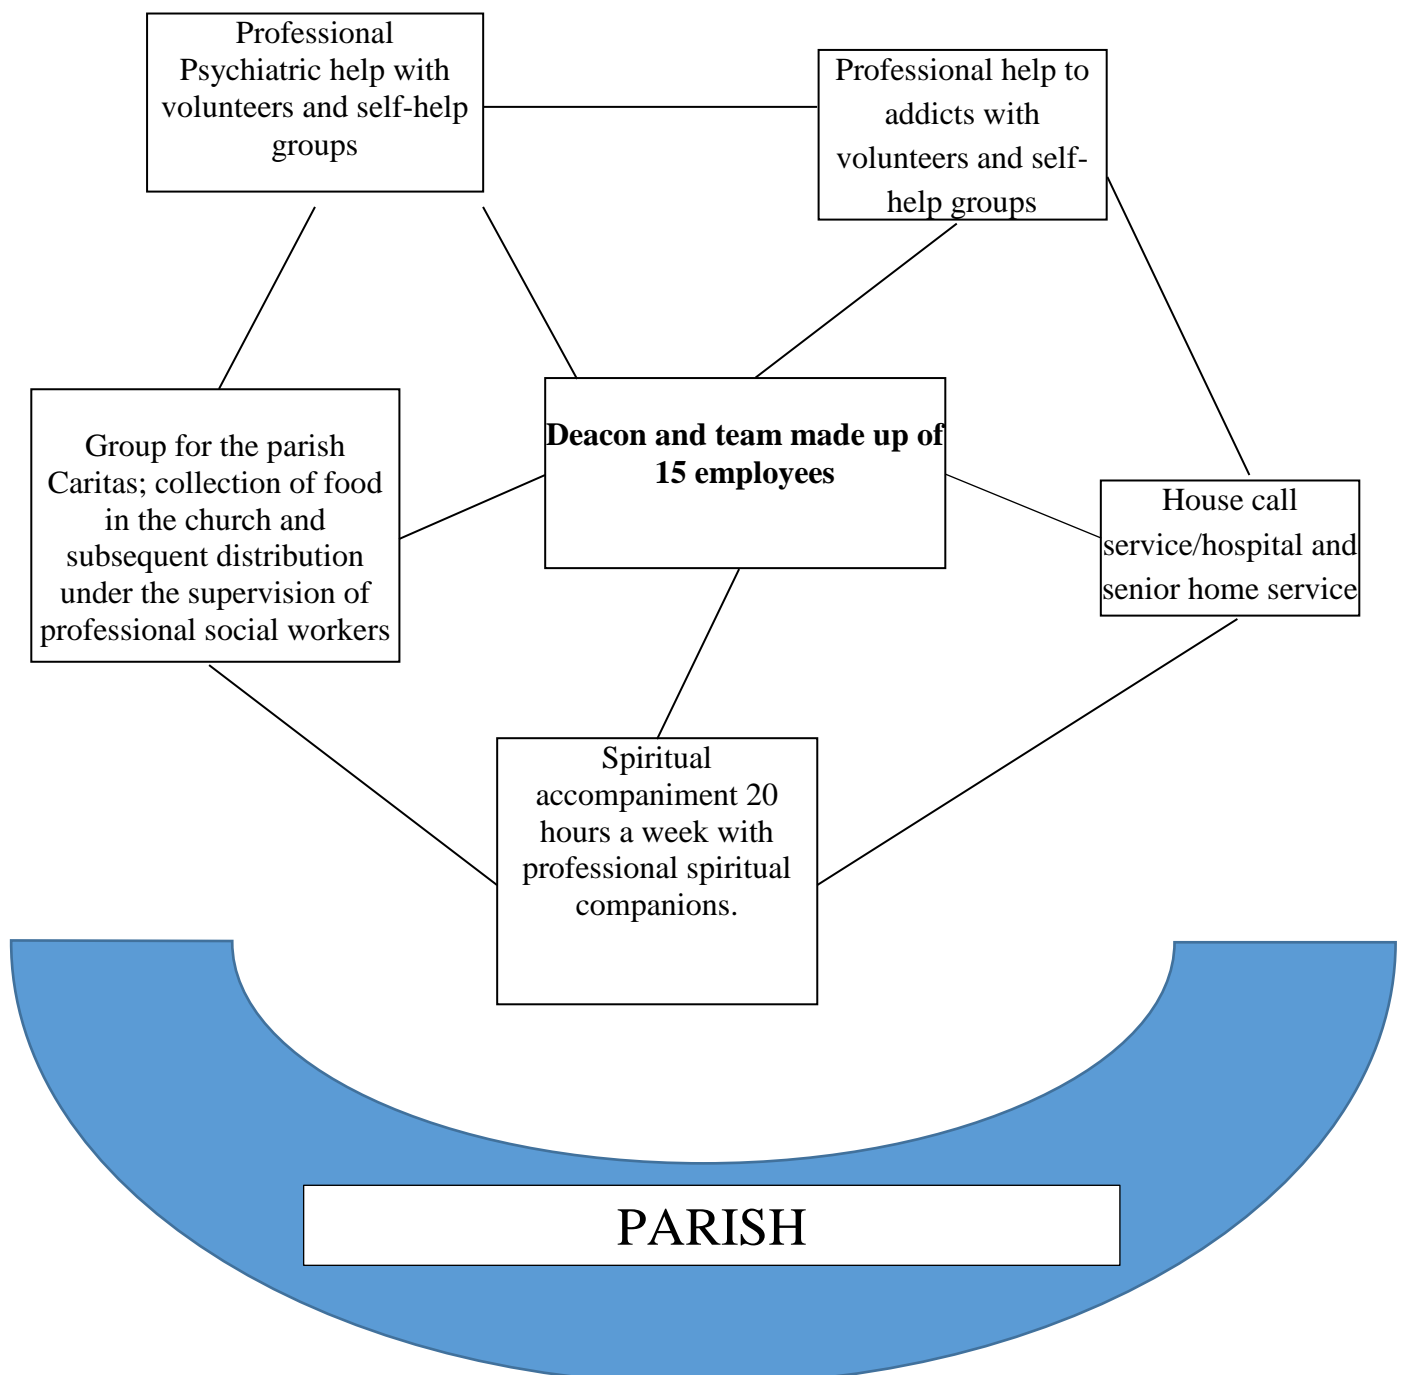 Professional
Psychiatric help with
volunteers and self-help
groups
Professional help to
addicts with
volunteers and self-
help groups
Group for the parish
Caritas; collection of food
in the church and
subsequent distribution
under the supervision of
professional social workers
Deacon and team made up of
15 employees
House call
service/hospital and
senior home service
Spiritual
accompaniment 20
hours a week with
professional spiritual
companions.
PARISH